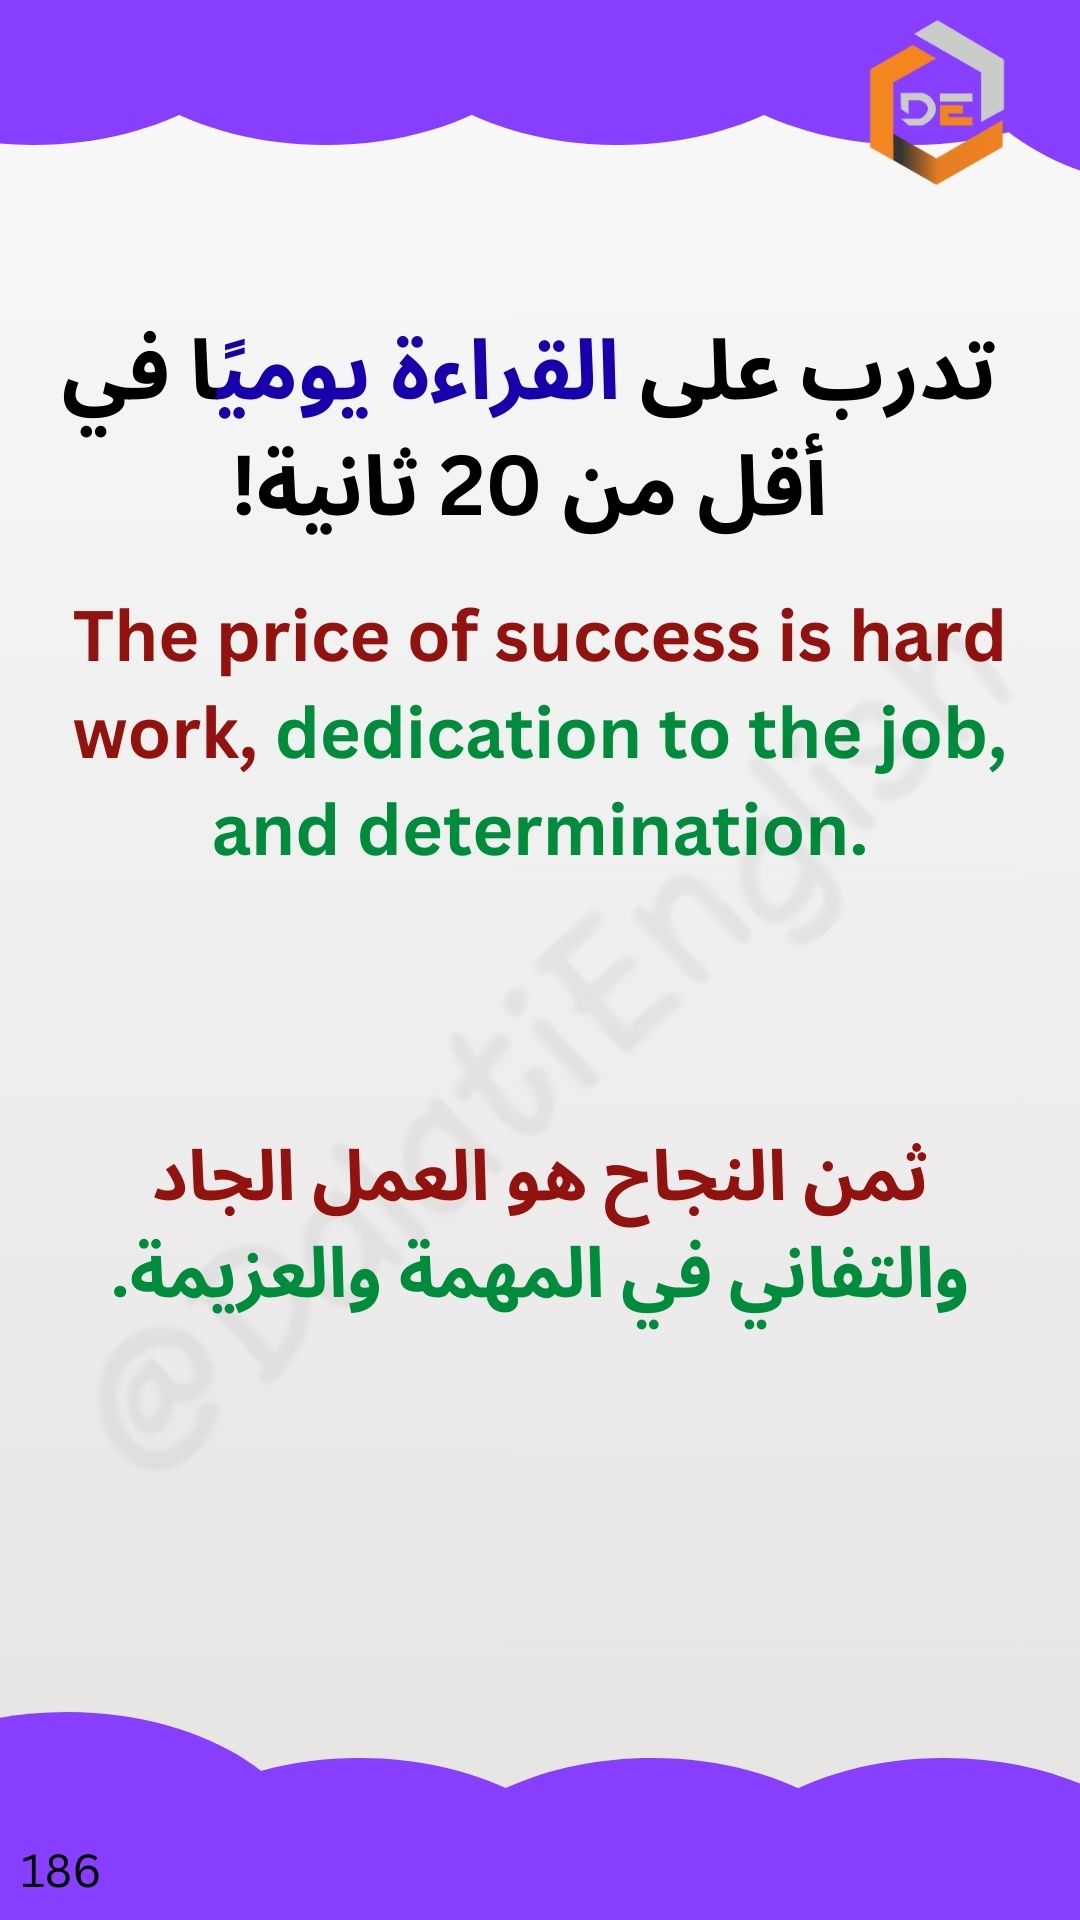 DE
تدرب على القراءة يوميًا في
أقل من 20 ثانية!
The price of success is hard
work, dedication to the job,
and determination.
@DalatiEnglish
ثمن النجاح هو العمل الجاد
والتفاني في المهمة والعزيمة.
186